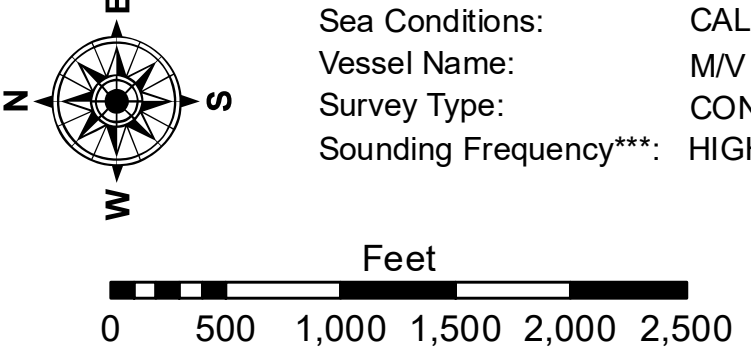 E
N S
W
Sea Conditions:
Vessel Name: M/V
Survey Type:
Sounding Frequency***:
Feet
0 500 1,000 1,500 2,000 2,500